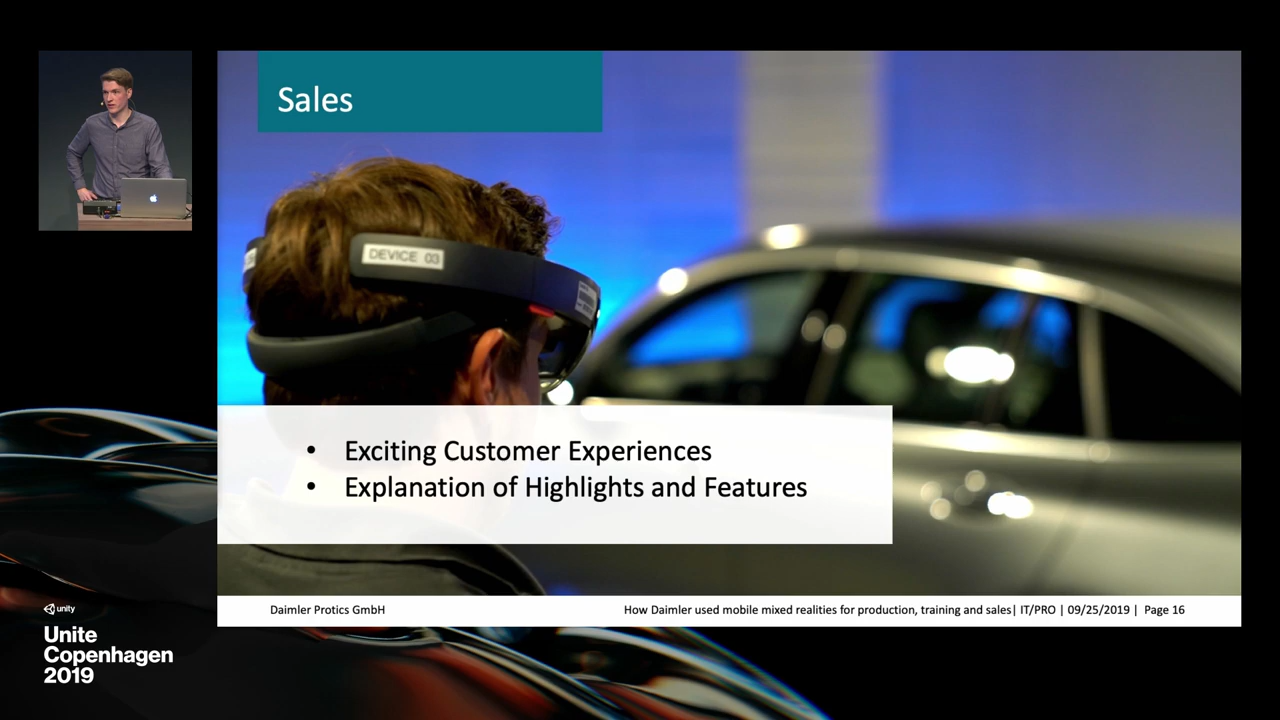 Sales
DEVICE 03
• Exciting Customer Experiences
• Explanation of Highlights and Features
Daimler Protics GmbH
How Daimler used mobile mixed realities for production, training and sales| IT/PRO | 09/25/2019 | Page 16
unity
Unite
Copenhagen
2019